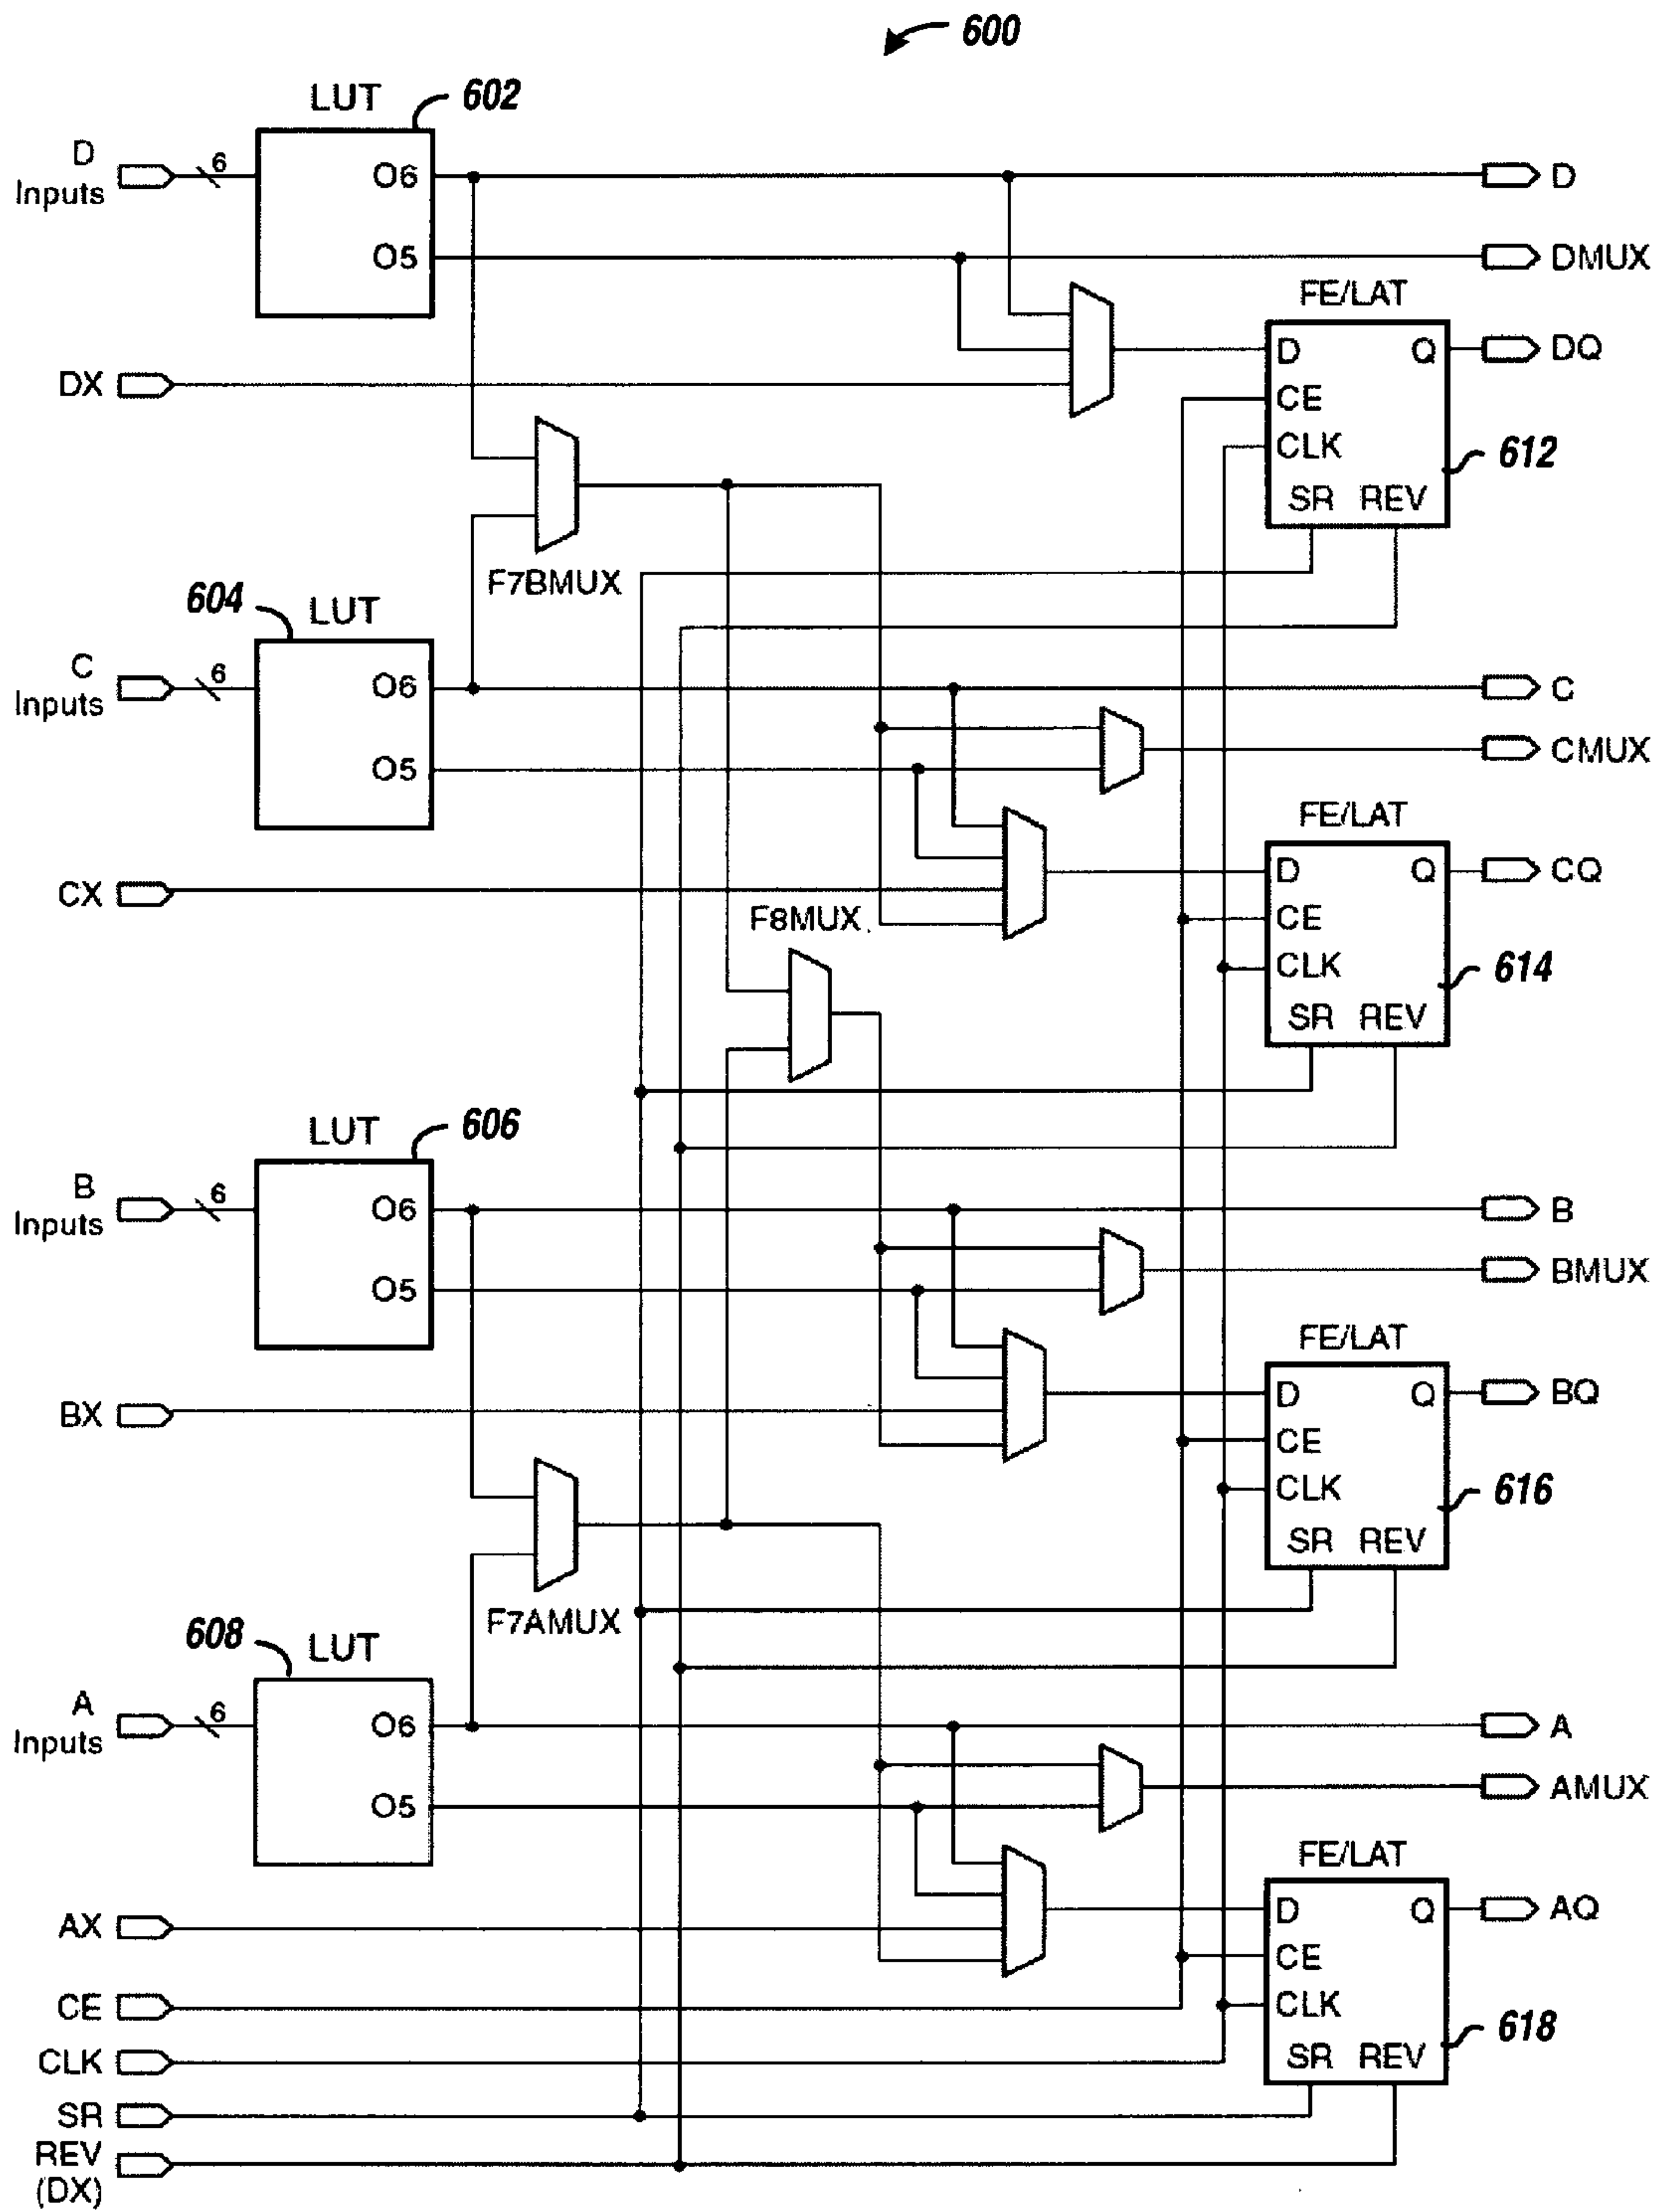 600
LUT 602
D
Inputs
6
O6
O5
D
DMUX
FE/LAT
DX
D Q
CE
CLK
SR REV
DQ
612
F7BMUX
604 LUT
C
Inputs
6
O6
O5
C
CMUX
FE/LAT
CX
F8MUX
D Q
CE
CLK
SR REV
CQ
614
LUT 606
B
Inputs
6
O6
O5
B
BMUX
FE/LAT
BX
D Q
CE
CLK
SR REV
BQ
616
F7AMUX
608 LUT
A
Inputs
6
O6
O5
A
AMUX
FE/LAT
AX
D Q
CE
CLK
SR REV
AQ
618
CE
CLK
SR
REV
(DX)